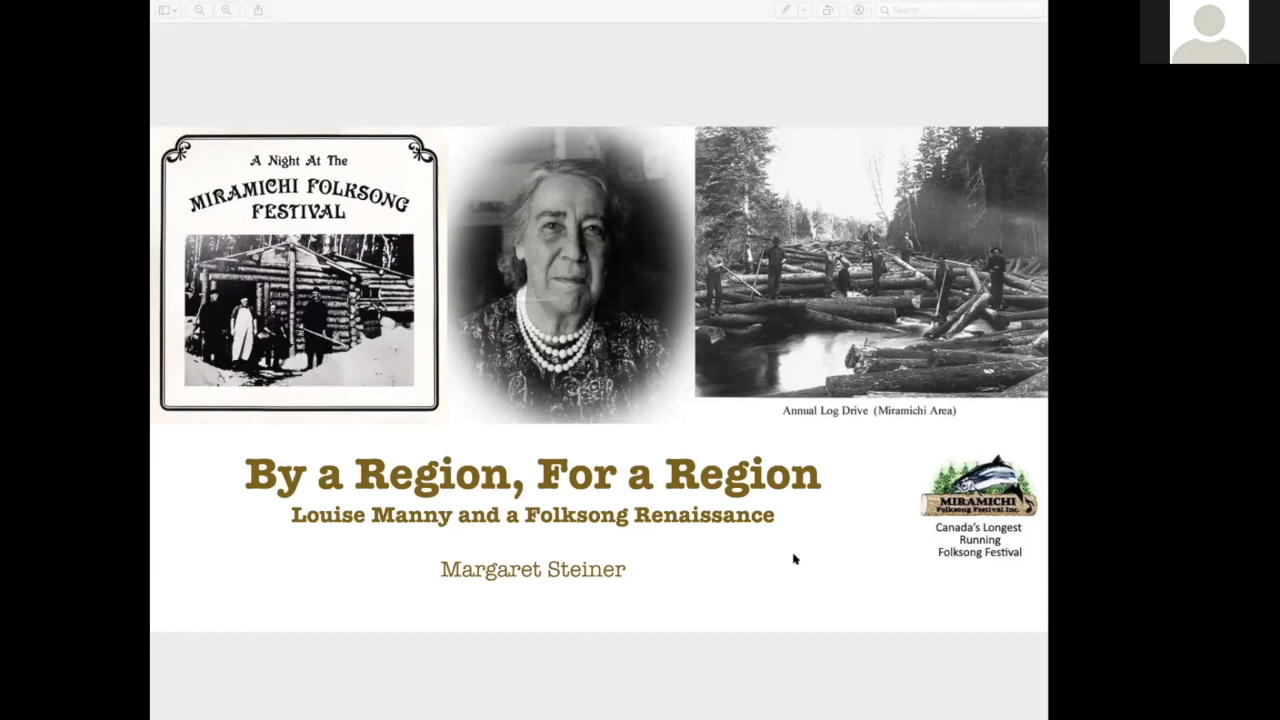 Search
A Night At The
MIRAMICHI FOLKSONG
FESTIVAL
Annual Log Drive (Miramichi Area)
By a Region, For a Region
Louise Manny and a Folksong Renaissance
Margaret Steiner
MIRAMICHI
Folksong Festival Inc.
Canada's Longest
Running
Folksong Festival